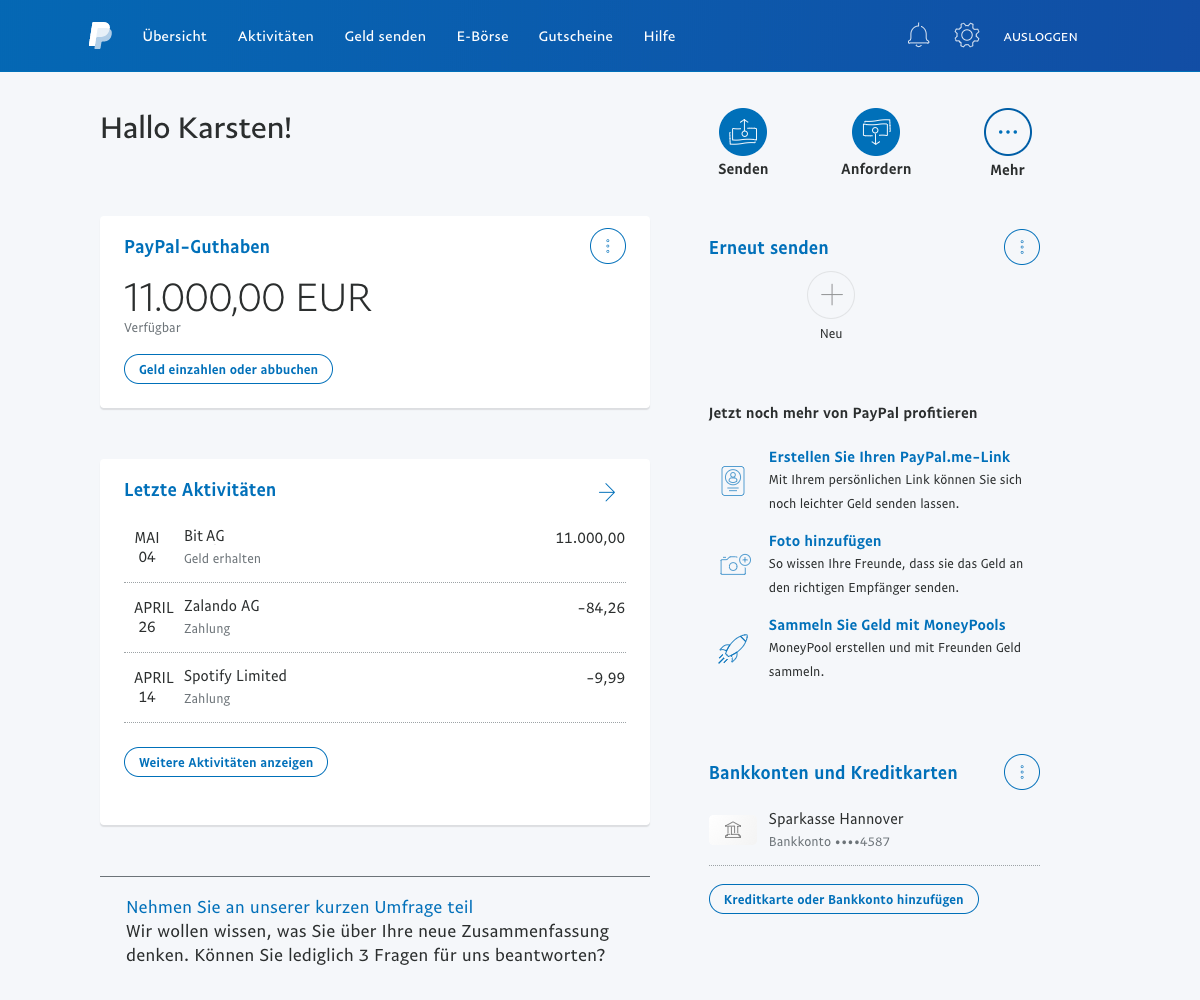 Übersicht Aktivitäten Geld senden E-Börse Gutscheine Hilfe AUSLOGGEN
Hallo Karsten!
Senden Anfordern Mehr
PayPal-Guthaben
11.000,00 EUR
Verfügbar
Geld einzahlen oder abbuchen
Letzte Aktivitäten
MAI 04 Bit AG 11.000,00
Geld erhalten
APRIL 26 Zalando AG -84,26
Zahlung
APRIL 14 Spotify Limited -9,99
Zahlung
Weitere Aktivitäten anzeigen
Nehmen Sie an unserer kurzen Umfrage teil
Wir wollen wissen, was Sie über Ihre neue Zusammenfassung
denken. Können Sie lediglich 3 Fragen für uns beantworten?
Erneut senden
Neu
Jetzt noch mehr von PayPal profitieren
Erstellen Sie Ihren PayPal.me-Link
Mit Ihrem persönlichen Link können Sie sich
noch leichter Geld senden lassen.
Foto hinzufügen
So wissen Ihre Freunde, dass sie das Geld an
den richtigen Empfänger senden.
Sammeln Sie Geld mit MoneyPools
MoneyPool erstellen und mit Freunden Geld
sammeln.
Bankkonten und Kreditkarten
Sparkasse Hannover
Bankkonto ••••4587
Kreditkarte oder Bankkonto hinzufügen